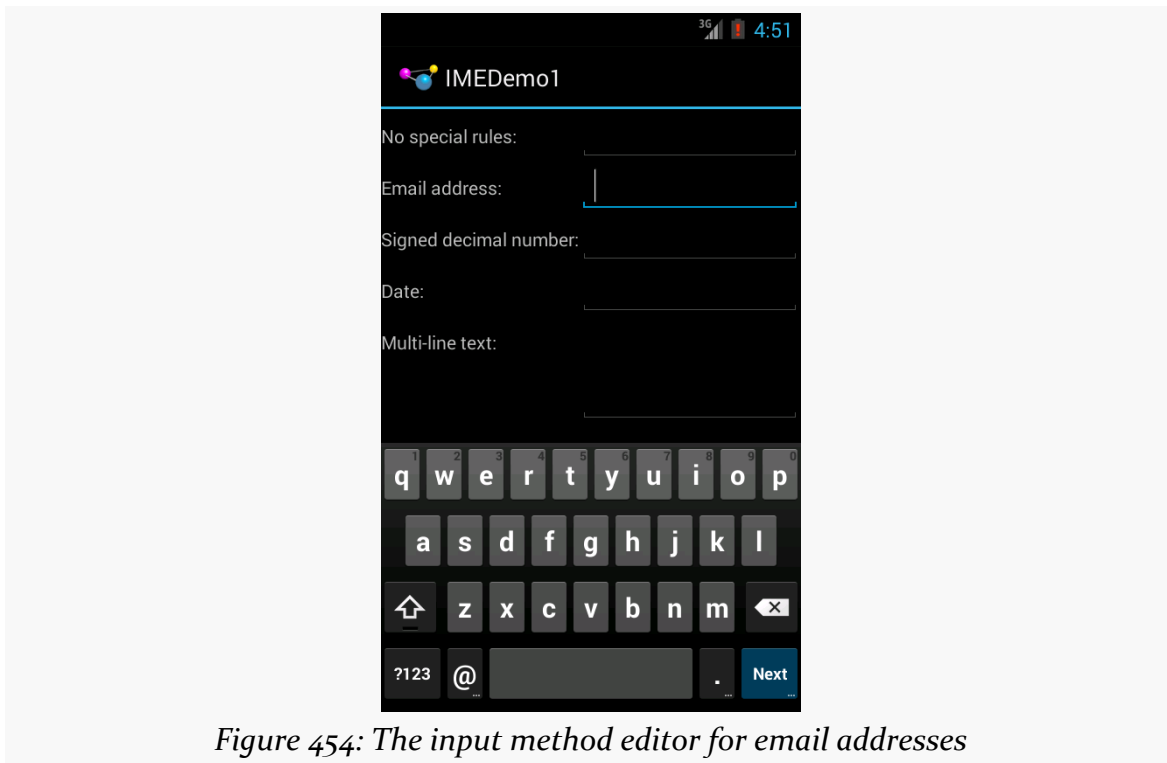 3G 4:51
IMEDemo1
No special rules:
Email address:
Signed decimal number:
Date:
Multi-line text:
1 2 3 4 5 6 7 8 9 0
q w e r t y u i o p
a s d f g h j k l
z x c v b n m
?123 @ . Next
Figure 454: The input method editor for email addresses